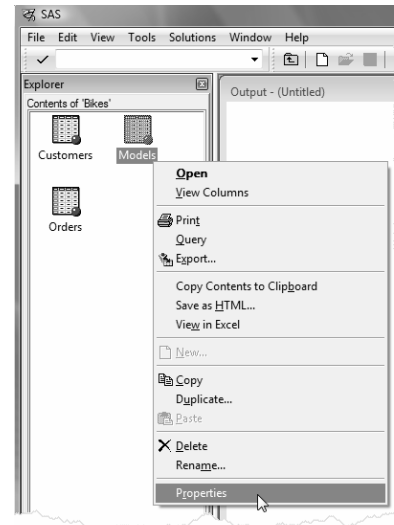 SAS
File Edit View Tools Solutions Window Help
Explorer
Contents of 'Bikes'
Output - (Untitled)
Customers
Models
Orders
Open
View Columns
Print
Query
Export...
Copy Contents to Clipboard
Save as HTML...
View in Excel
New...
Copy
Duplicate...
Paste
Delete
Rename...
Properties